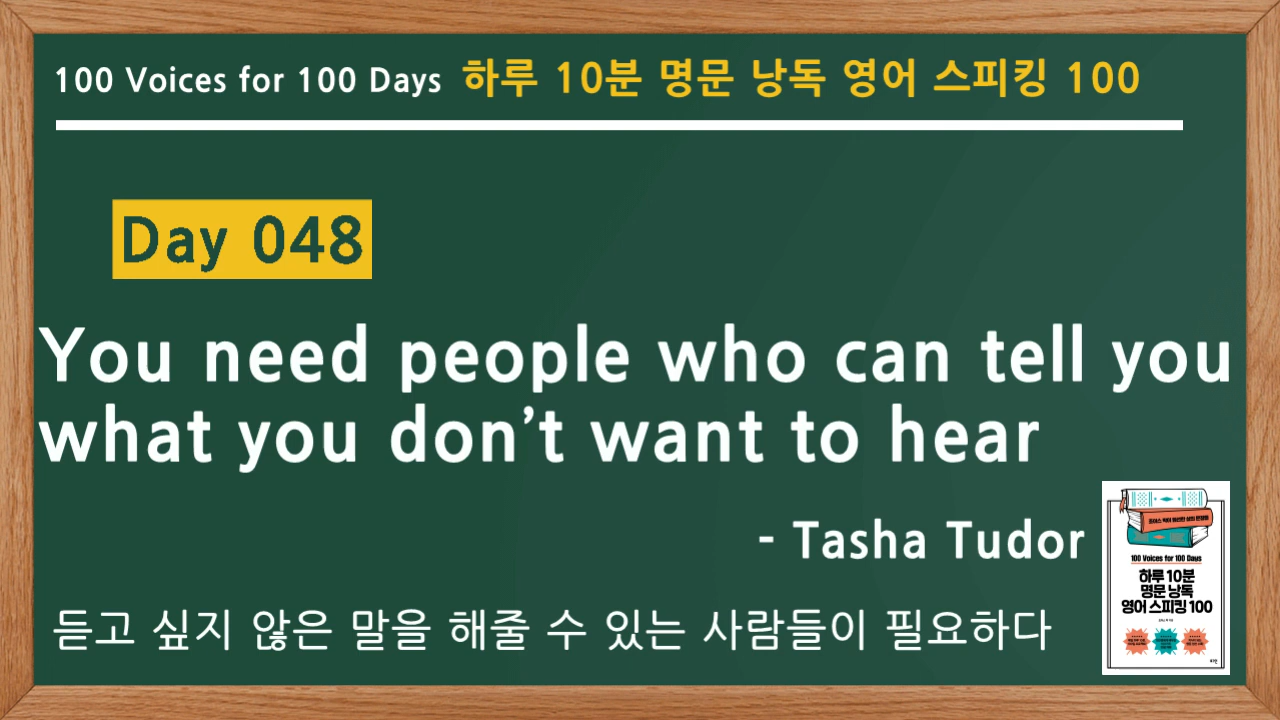 100 Voices for 100 Days 하루 10분 명문 낭독 영어 스피킹 100
Day 048
You need people who can tell you
what you don’t want to hear
- Tasha Tudor
듣고 싶지 않은 말을 해줄 수 있는 사람들이 필요하다
100 Voices for 100 Days
하루 10분
명문 낭독
영어 스피킹 100